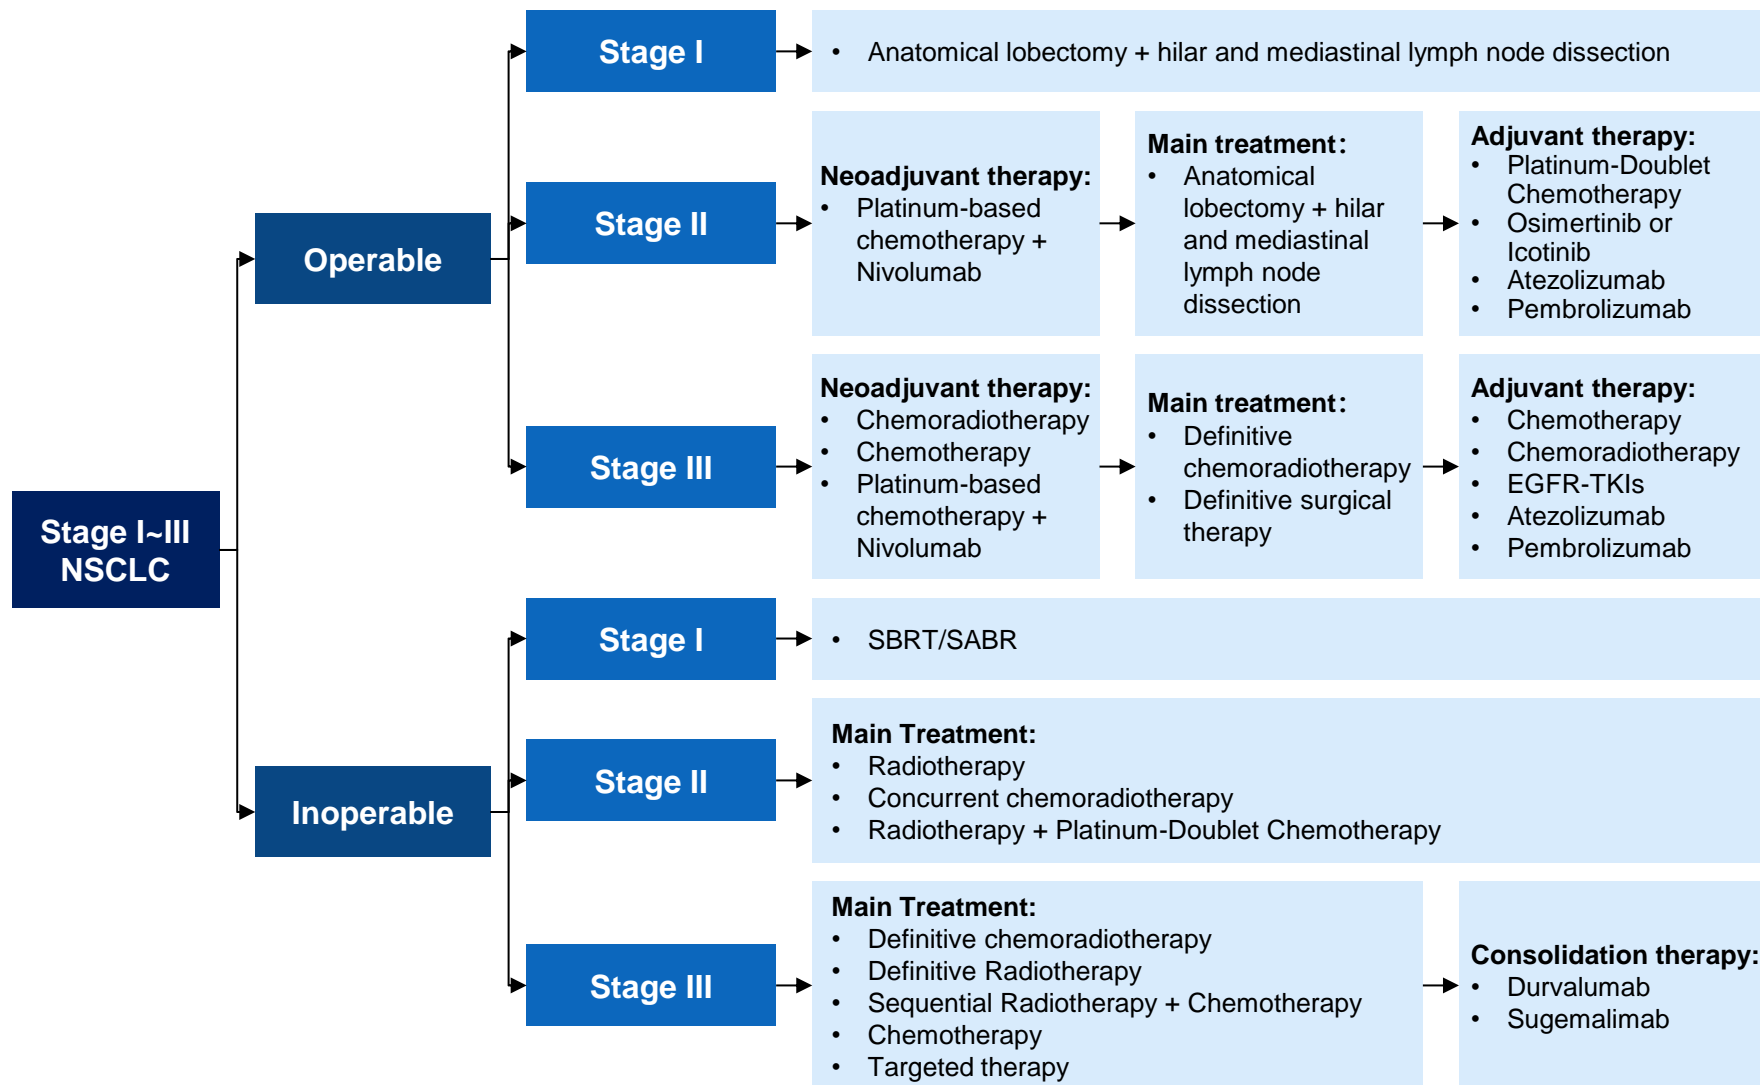 Stage I~III
NSCLC
Operable
Stage I
• Anatomical lobectomy + hilar and mediastinal lymph node dissection
Stage II
Neoadjuvant therapy:
• Platinum-based
chemotherapy +
Nivolumab
Main treatment：
• Anatomical
lobectomy + hilar
and mediastinal
lymph node
dissection
Adjuvant therapy:
• Platinum-Doublet
Chemotherapy
• Osimertinib or
Icotinib
• Atezolizumab
• Pembrolizumab
Stage III
Neoadjuvant therapy:
• Chemoradiotherapy
• Chemotherapy
• Platinum-based
chemotherapy +
Nivolumab
Main treatment：
• Definitive
chemoradiotherapy
• Definitive surgical
therapy
Adjuvant therapy:
• Chemotherapy
• Chemoradiotherapy
• EGFR-TKIs
• Atezolizumab
• Pembrolizumab
Inoperable
Stage I
• SBRT/SABR
Stage II
Main Treatment:
• Radiotherapy
• Concurrent chemoradiotherapy
• Radiotherapy + Platinum-Doublet Chemotherapy
Stage III
Main Treatment:
• Definitive chemoradiotherapy
• Definitive Radiotherapy
• Sequential Radiotherapy + Chemotherapy
• Chemotherapy
• Targeted therapy
Consolidation therapy:
• Durvalumab
• Sugemalimab